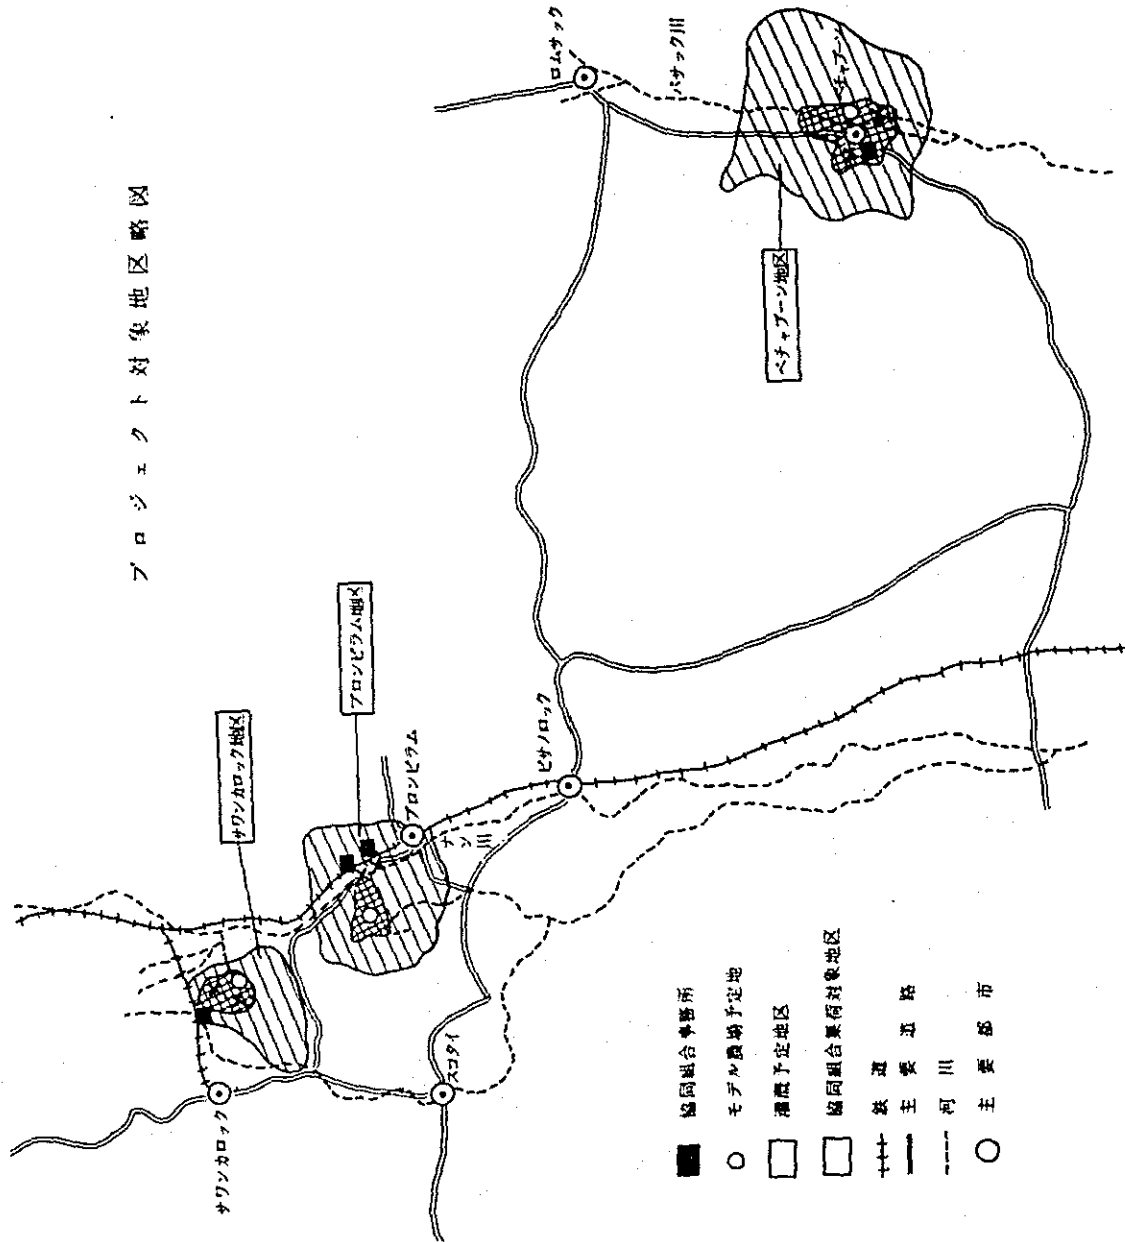 プロジェクト対象地区略図
サワンカロック地区
プロンピラム地区
ペチャブーン地区
サワンカロック
スコタイ
プロンピラム
ナン川
ピサノロック
ロムサック
パサック川
ペチャブーン
協同組合事務所
モデル農場予定地
灌漑予定地区
協同組合集荷対象地区
鉄道
主要道路
河川
主要都市